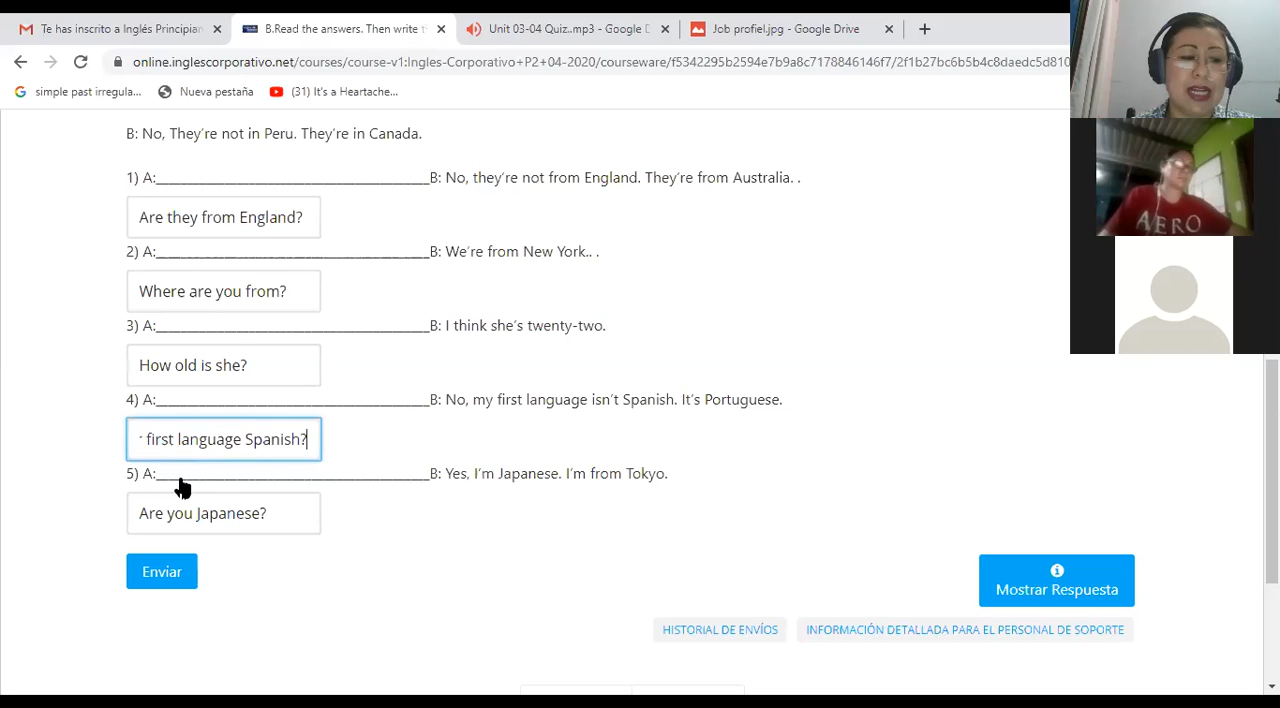 Te has inscrito a Inglés Principian
B.Read the answers. Then write t
Unit 03-04 Quiz..mp3 - Google D
Job profiel.jpg - Google Drive
online.inglescorporativo.net/courses/course-v1:Ingles-Corporativo+P2+04-2020/courseware/f5342295b2594e7b9a8c7178846146f7/2f1b27bc6b5b4c8daedc5d810
simple past irregula...
Nueva pestaña
(31) It's a Heartache...
B: No, They're not in Peru. They're in Canada.
1) A:__________________________________B: No, they're not from England. They're from Australia. .
Are they from England?
2) A:__________________________________B: We're from New York.. .
Where are you from?
3) A:__________________________________B: I think she's twenty-two.
How old is she?
4) A:__________________________________B: No, my first language isn't Spanish. It's Portuguese.
first language Spanish?
5) A:__________________________________B: Yes, I'm Japanese. I'm from Tokyo.
Are you Japanese?
Enviar
Mostrar Respuesta
HISTORIAL DE ENVÍOS
INFORMACIÓN DETALLADA PARA EL PERSONAL DE SOPORTE
AERO